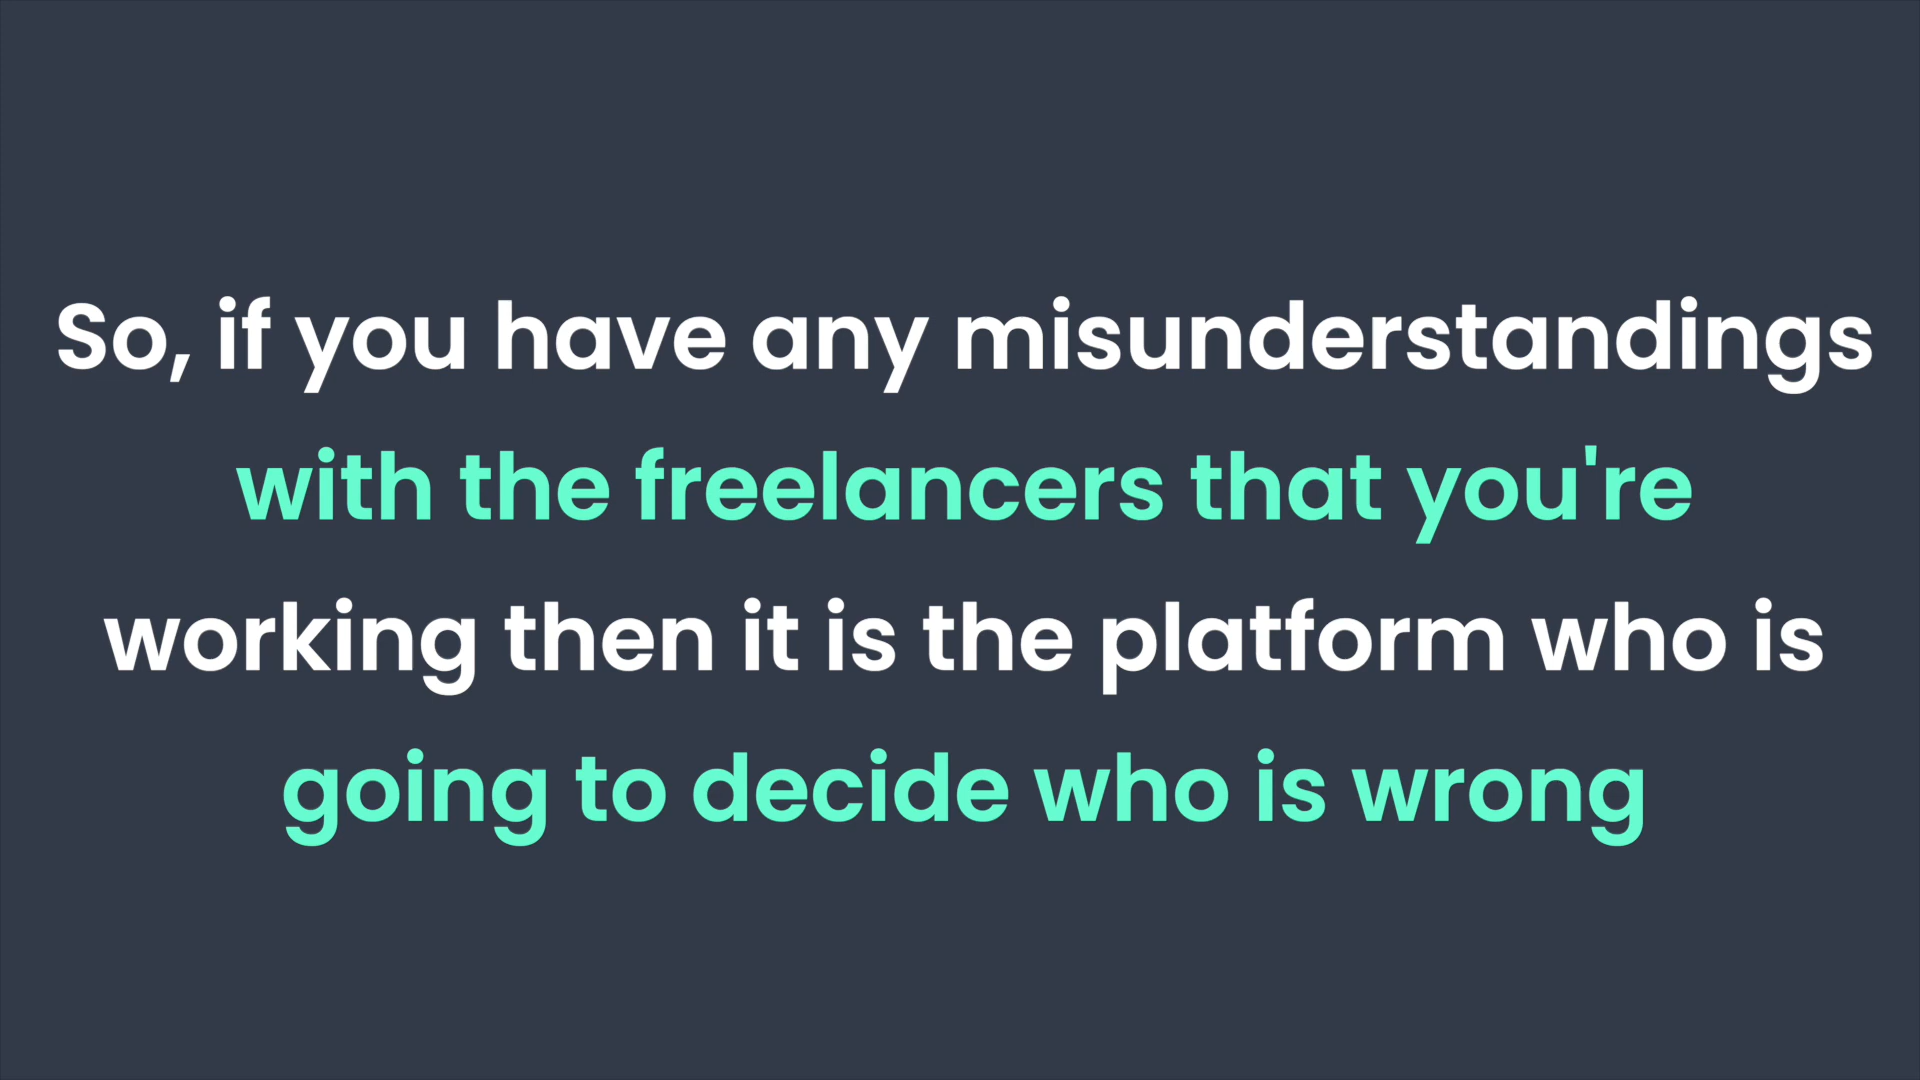 So, if you have any misunderstandings
with the freelancers that you're
working then it is the platform who is
going to decide who is wrong